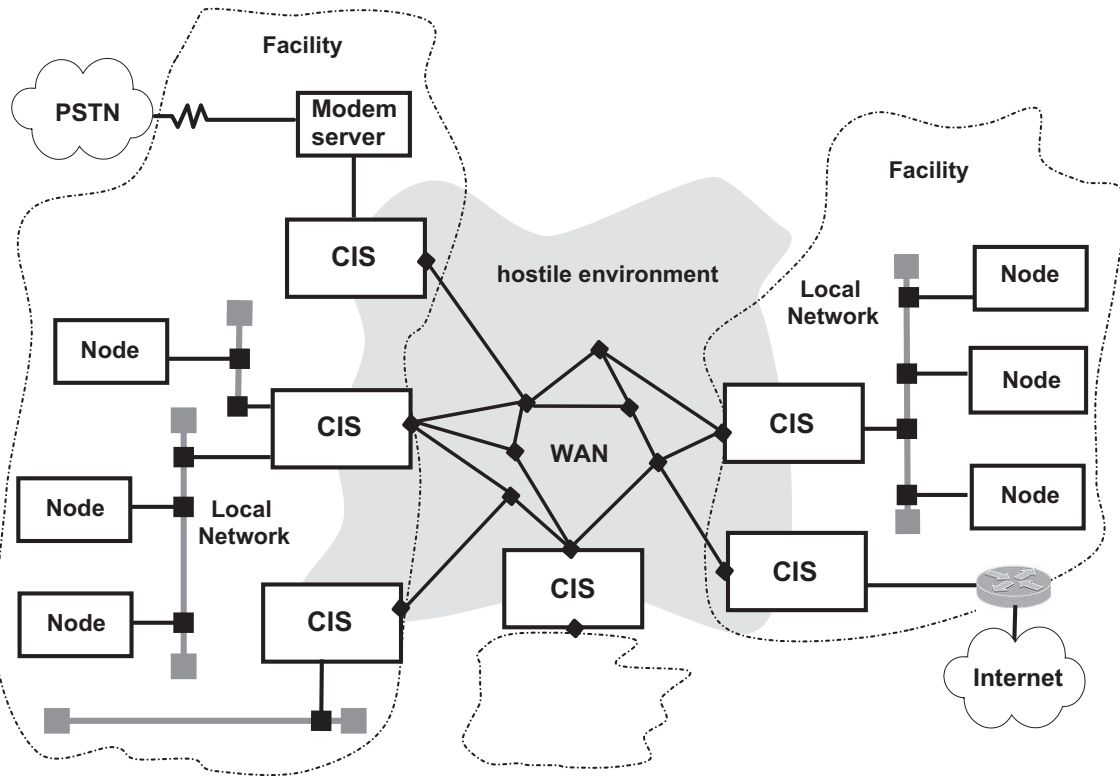 Facility
PSTN
Modem
server
CIS
hostile environment
Node
CIS
Node
Local
Network
Node
CIS
WAN
CIS
Facility
Local
Network
Node
Node
Node
CIS
CIS
Internet